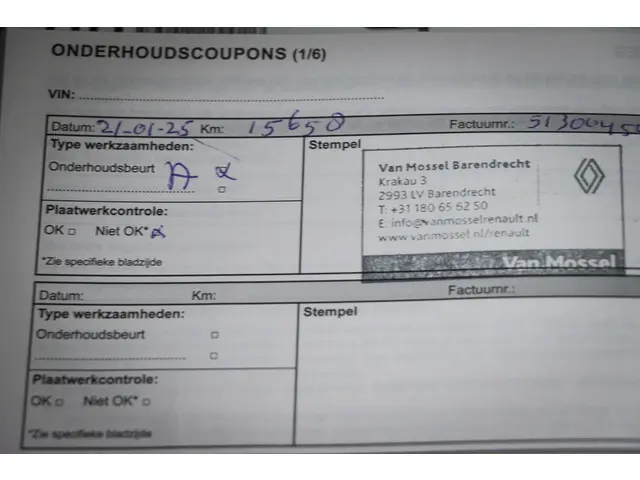 ONDERHOUDSCOUPONS (1/6)
VIN:
Datum: 21-01-25 Km: 15658 Factuurnr.: 5130045
Type werkzaamheden:
Onderhoudsbeurt A
Plaatwerkcontrole:
OK □ Niet OK*
*Zie specifieke bladzijde
Stempel
Van Mossel Barendrecht
Krakau 3
2993 LV Barendrecht
T: +31 180 65 62 50
E: info@vanmosselrenault.nl
www.vanmossel.nl/renault
Van Mossel
Datum: Km: Factuurnr.:
Type werkzaamheden:
Onderhoudsbeurt □
□
Plaatwerkcontrole:
OK □ Niet OK* □
*Zie specifieke bladzijde
Stempel